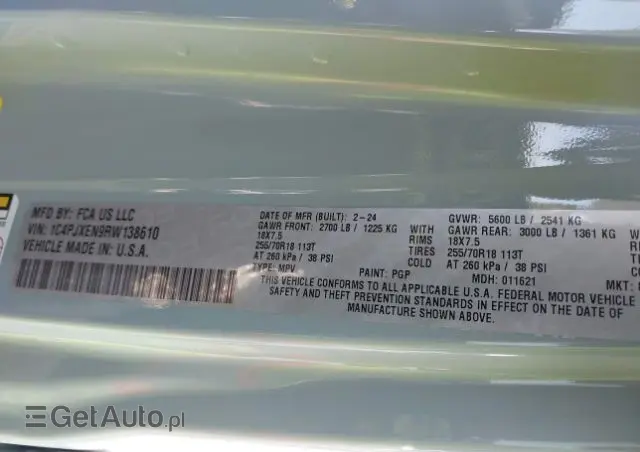 MFD BY: FCA US LLC
VIN: 1C4PJXEN9RW138610
VEHICLE MADE IN: U.S.A.
DATE OF MFR (BUILT): 2-24 GVWR: 5600 LB / 2541 KG
GAWR FRONT: 2700 LB / 1225 KG WITH GAWR REAR: 3000 LB / 1361 KG WITH
18X7.5 RIMS 18X7.5 RIMS
255/70R18 113T TIRES 255/70R18 113T TIRES
AT 260 kPa / 38 PSI COLD AT 260 kPa / 38 PSI COLD
TYPE: MPV PAINT: PGP MDH: 011621 MKT:
THIS VEHICLE CONFORMS TO ALL APPLICABLE U.S.A. FEDERAL MOTOR VEHICLE
SAFETY AND THEFT PREVENTION STANDARDS IN EFFECT ON THE DATE OF
MANUFACTURE SHOWN ABOVE.
OTOMOTO.pl